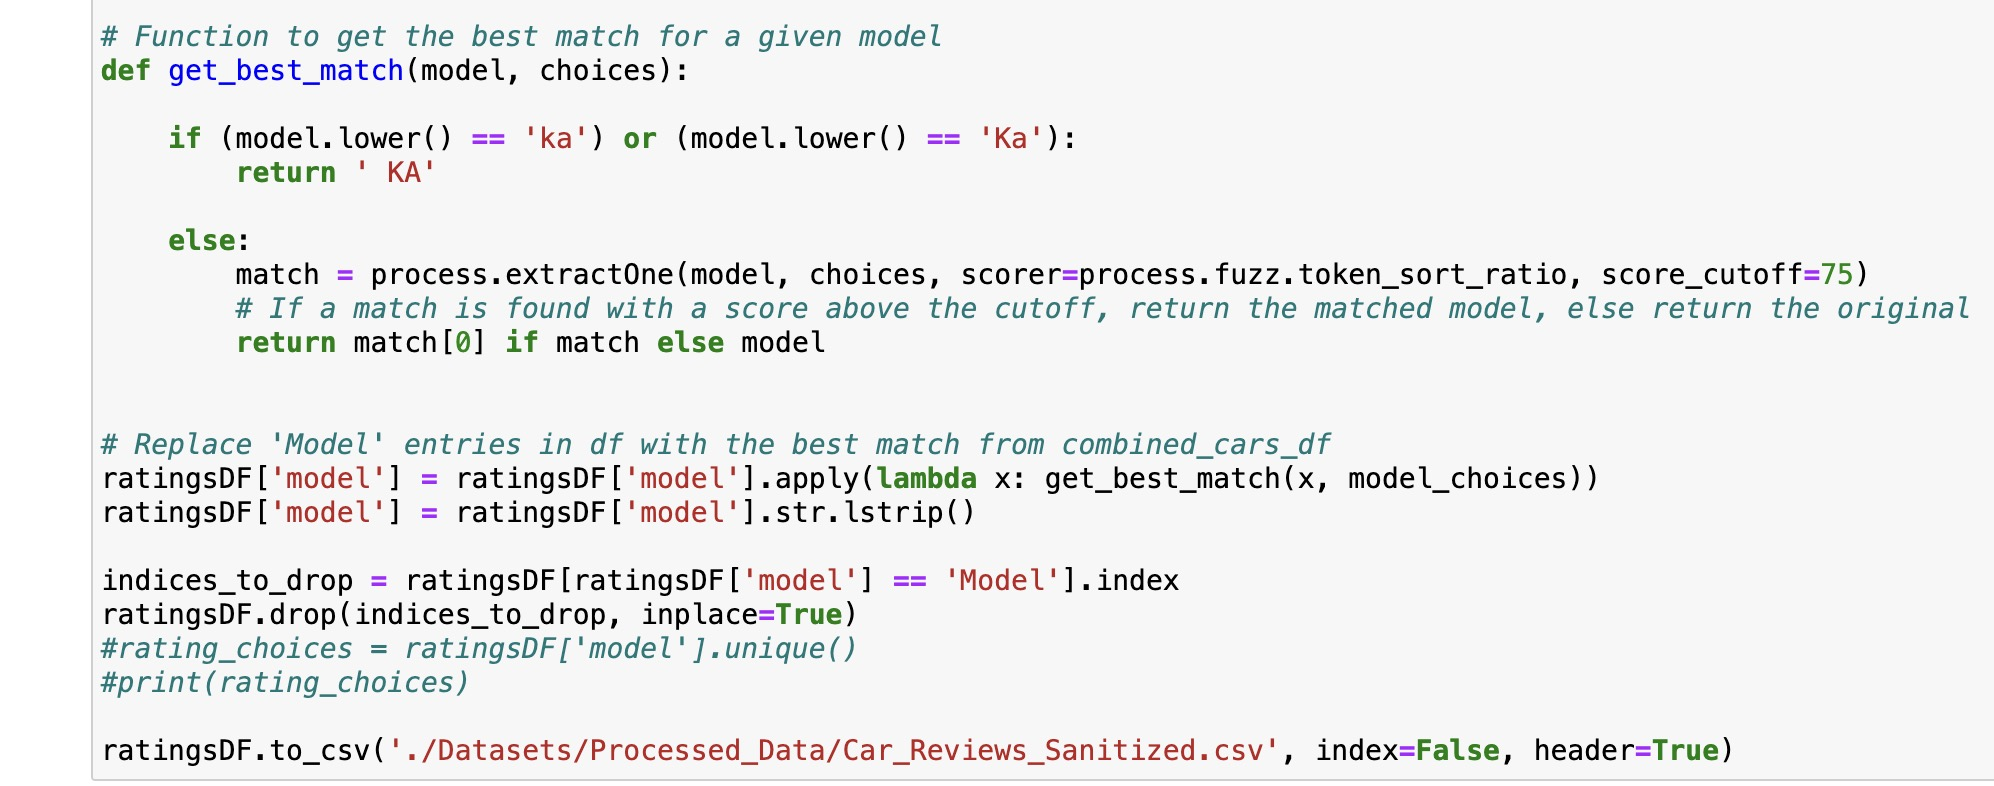 # Function to get the best match for a given model
def get_best_match(model, choices):
    if (model.lower() == 'ka') or (model.lower() == 'Ka'):
        return ' KA'
    else:
        match = process.extractOne(model, choices, scorer=process.fuzz.token_sort_ratio, score_cutoff=75)
        # If a match is found with a score above the cutoff, return the matched model, else return the original
        return match[0] if match else model
# Replace 'Model' entries in df with the best match from combined_cars_df
ratingsDF['model'] = ratingsDF['model'].apply(lambda x: get_best_match(x, model_choices))
ratingsDF['model'] = ratingsDF['model'].str.lstrip()
indices_to_drop = ratingsDF[ratingsDF['model'] == 'Model'].index
ratingsDF.drop(indices_to_drop, inplace=True)
#rating_choices = ratingsDF['model'].unique()
#print(rating_choices)
ratingsDF.to_csv('./Datasets/Processed_Data/Car_Reviews_Sanitized.csv', index=False, header=True)